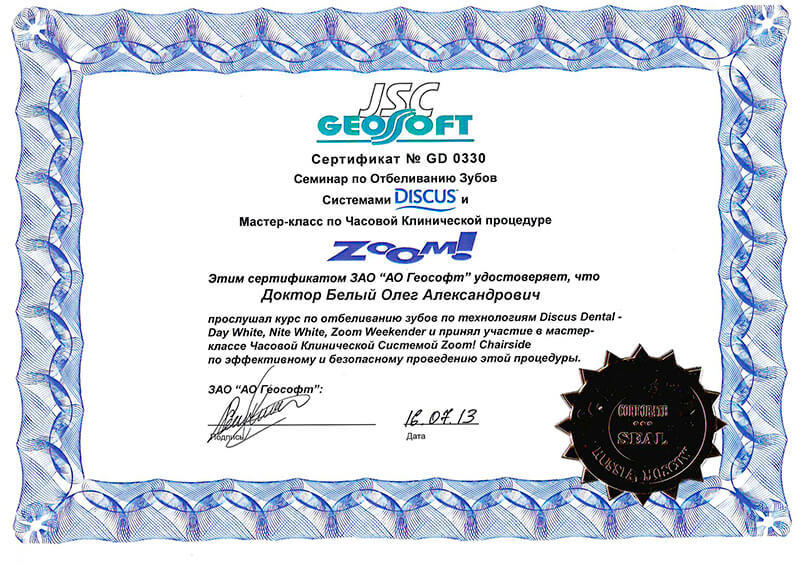 JSC
GEOSOFT
Сертификат № GD 0330
Семинар по Отбеливанию Зубов
Системами DISCUS и
Мастер-класс по Часовой Клинической процедуре
ZOOM!
Этим сертификатом ЗАО “АО Геософт” удостоверяет, что
Доктор Белый Олег Александрович
прослушал курс по отбеливанию зубов по технологиям Discus Dental -
Day White, Nite White, Zoom Weekender и принял участие в мастер-
классе Часовой Клинической Системой Zoom! Chairside
по эффективному и безопасному проведению этой процедуры.
ЗАО “АО Геософт”:
16.07.13
Подпись
Дата
CORPORATE
SEAL
RUSSIA, MOSCOW